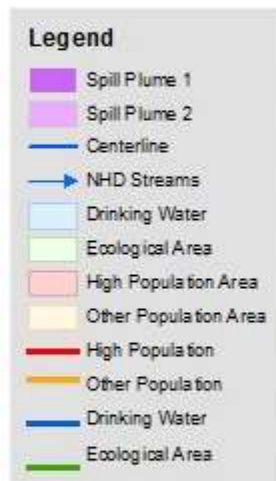 Legend
Spill Plume 1
Spill Plume 2
Centerline
NHD Streams
Drinking Water
Ecological Area
High Population Area
Other Population Area
High Population
Other Population
Drinking Water
Ecological Area